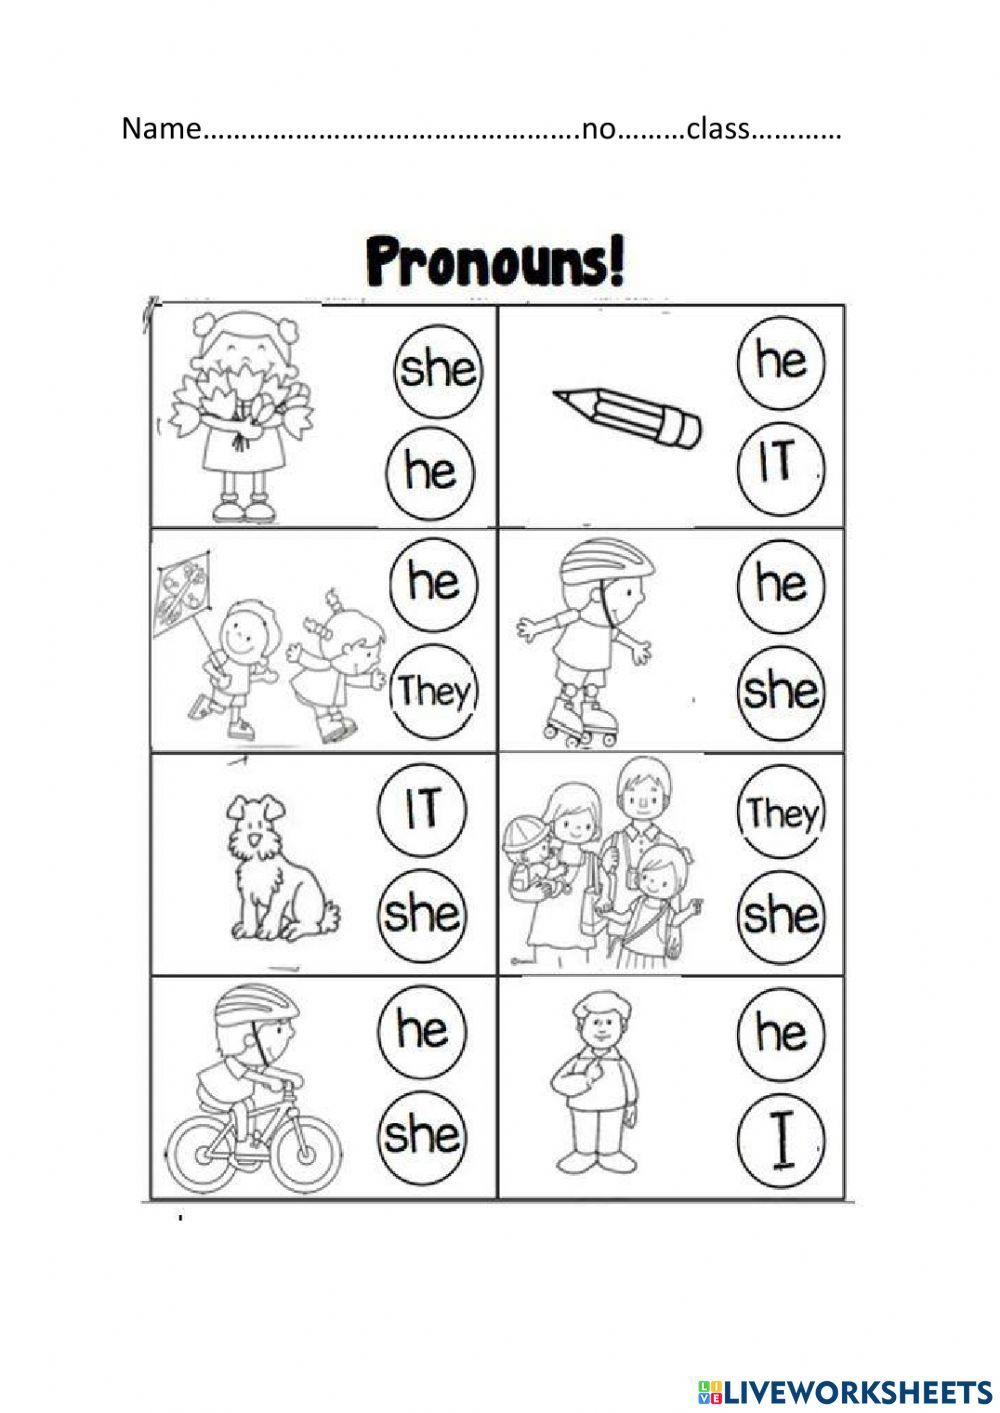 Name................................................no.........class............
Pronouns!
she
he
he
IT
he
They
he
she
IT
she
They
she
he
she
he
I
LIVE LIVEWORKSHEETS